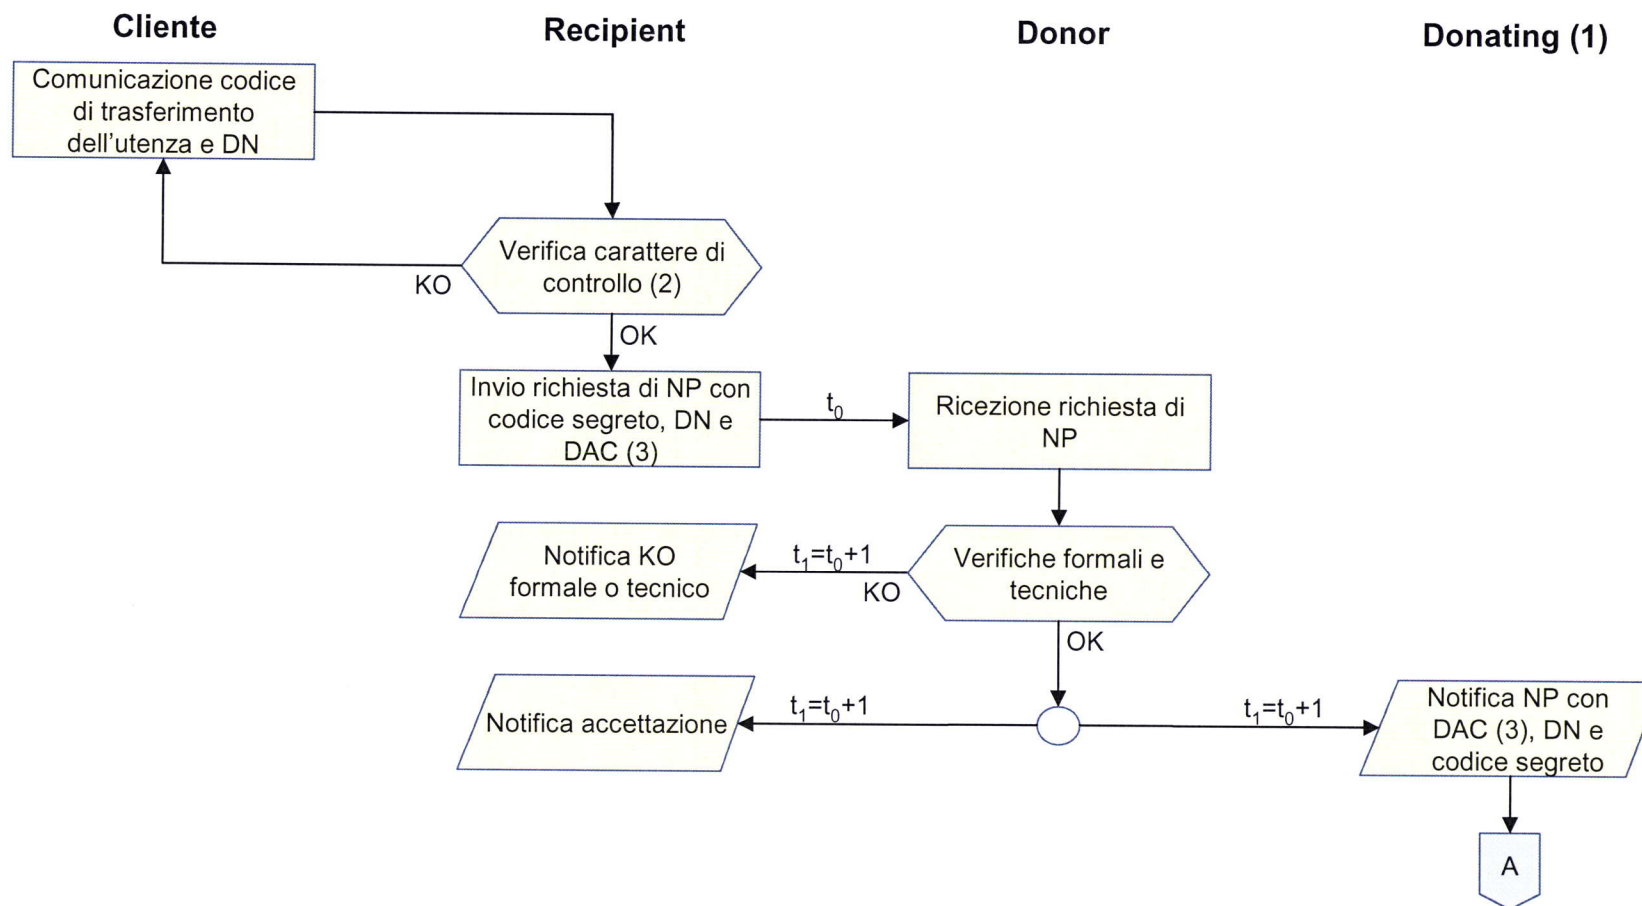 Cliente
Recipient
Donor
Donating (1)
Comunicazione codice
di trasferimento
dell'utenza e DN
Verifica carattere di
controllo (2)
KO
OK
Invio richiesta di NP con
codice segreto, DN e
DAC (3)
t0
Ricezione richiesta di
NP
Notifica KO
formale o tecnico
t1=t0+1
KO
Verifiche formali e
tecniche
OK
Notifica accettazione
t1=t0+1
t1=t0+1
Notifica NP con
DAC (3), DN e
codice segreto
A